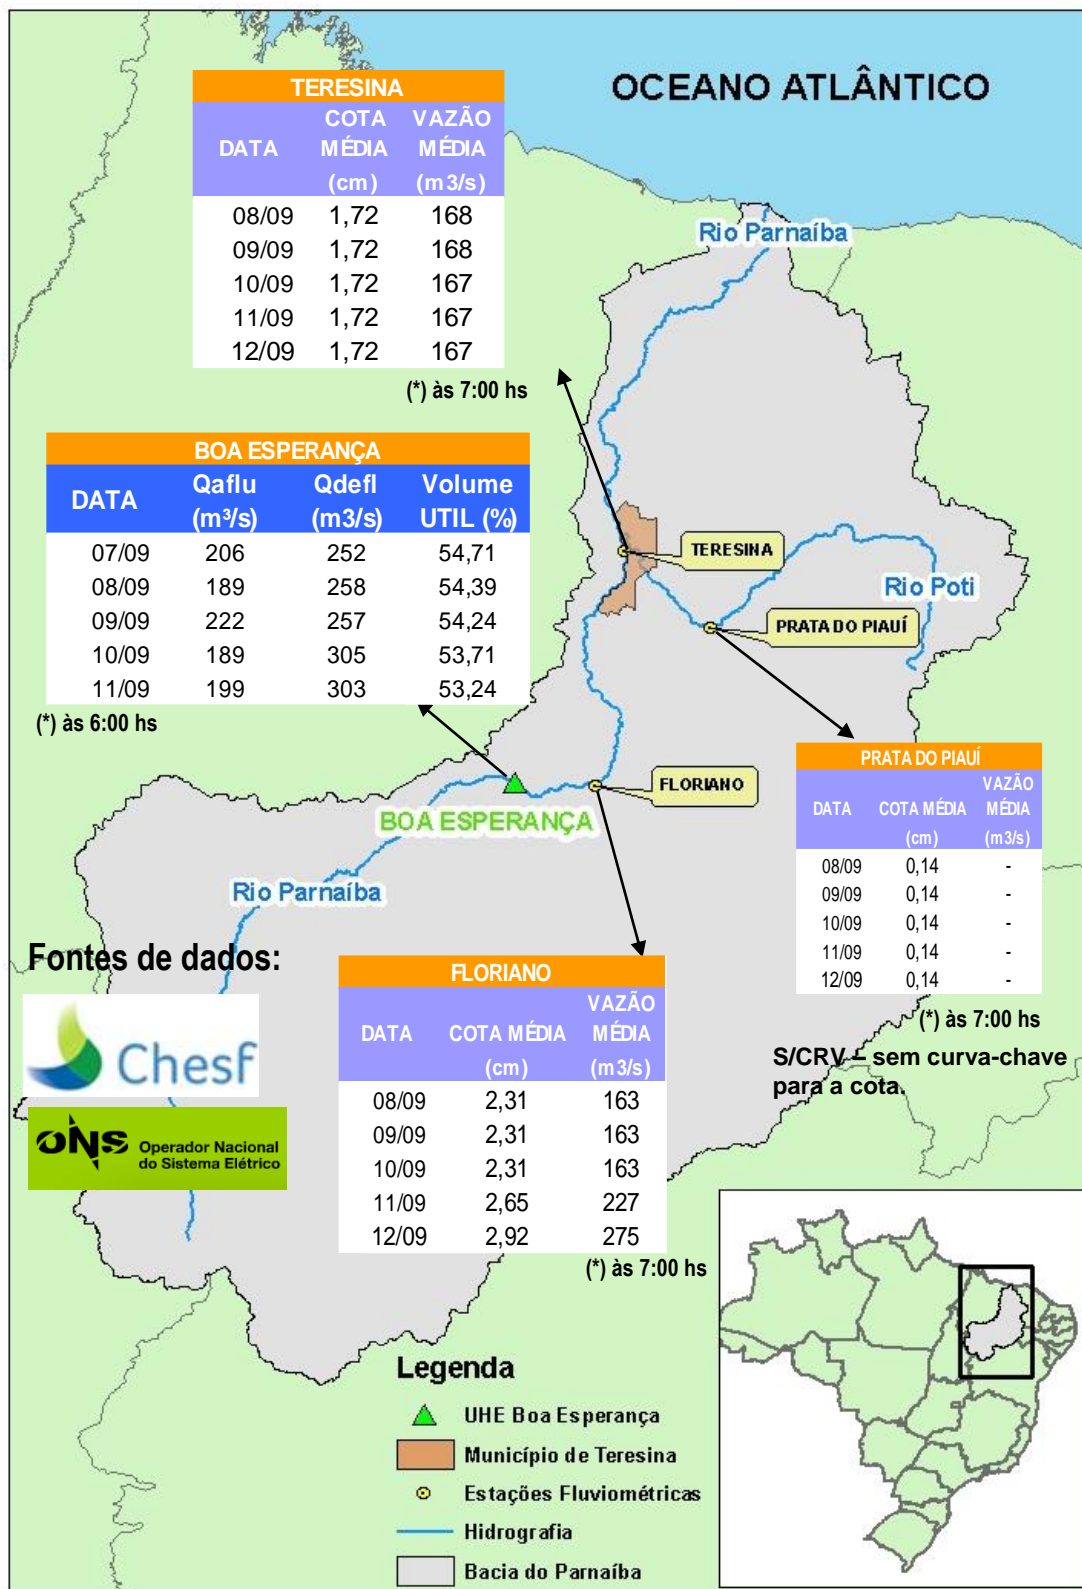 OCEANO ATLÂNTICO
TERESINA
DATA COTA MÉDIA (cm) VAZÃO MÉDIA (m3/s)
08/09 1,72 168
09/09 1,72 168
10/09 1,72 167
11/09 1,72 167
12/09 1,72 167
(*) às 7:00 hs
Rio Parnaíba
BOA ESPERANÇA
DATA Qaflu (m³/s) Qdefl (m3/s) Volume UTIL (%)
07/09 206 252 54,71
08/09 189 258 54,39
09/09 222 257 54,24
10/09 189 305 53,71
11/09 199 303 53,24
(*) às 6:00 hs
TERESINA
Rio Poti
PRATA DO PIAUÍ
FLORIANO
BOA ESPERANÇA
Rio Parnaíba
PRATA DO PIAUÍ
DATA COTA MÉDIA (cm) VAZÃO MÉDIA (m3/s)
08/09 0,14 -
09/09 0,14 -
10/09 0,14 -
11/09 0,14 -
12/09 0,14 -
(*) às 7:00 hs
S/CRV – sem curva-chave
para a cota.
Fontes de dados:
Chesf
ONS Operador Nacional
do Sistema Elétrico
FLORIANO
DATA COTA MÉDIA (cm) VAZÃO MÉDIA (m3/s)
08/09 2,31 163
09/09 2,31 163
10/09 2,31 163
11/09 2,65 227
12/09 2,92 275
(*) às 7:00 hs
Legenda
UHE Boa Esperança
Município de Teresina
Estações Fluviométricas
Hidrografia
Bacia do Parnaíba